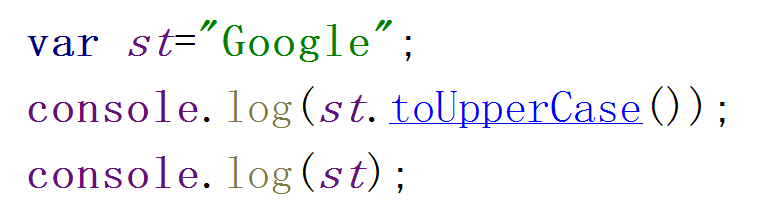 var st="Google";
console.log(st.toUpperCase());
console.log(st);